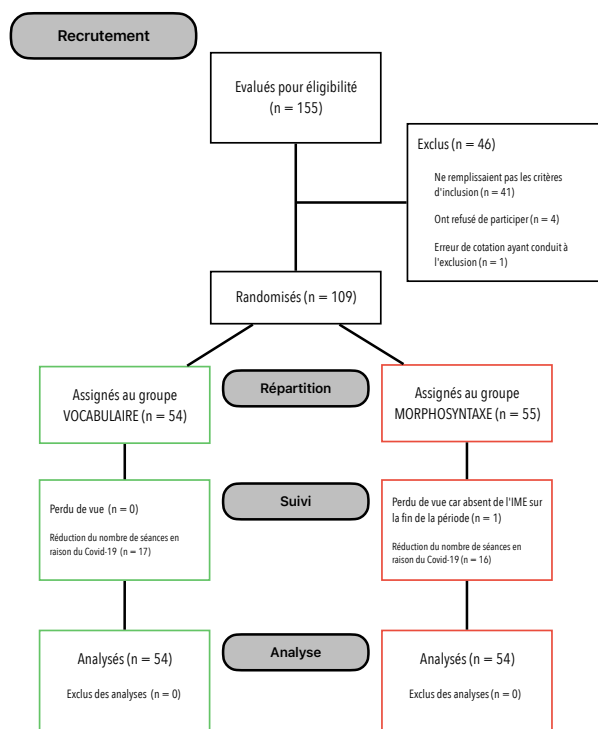 Recrutement
Evalués pour éligibilité
(n = 155)
Exclus (n = 46)
Ne remplissaient pas les critères
d'inclusion (n = 41)
Ont refusé de participer (n = 4)
Erreur de cotation ayant conduit à
l'exclusion (n = 1)
Randomisés (n = 109)
Assignés au groupe
VOCABULAIRE (n = 54)
Répartition
Assignés au groupe
MORPHOSYNTAXE (n = 55)
Perdu de vue (n = 0)
Réduction du nombre de séances en
raison du Covid-19 (n = 17)
Suivi
Perdu de vue car absent de l'IME sur
la fin de la période (n = 1)
Réduction du nombre de séances en
raison du Covid-19 (n = 16)
Analysés (n = 54)
Exclus des analyses (n = 0)
Analyse
Analysés (n = 54)
Exclus des analyses (n = 0)